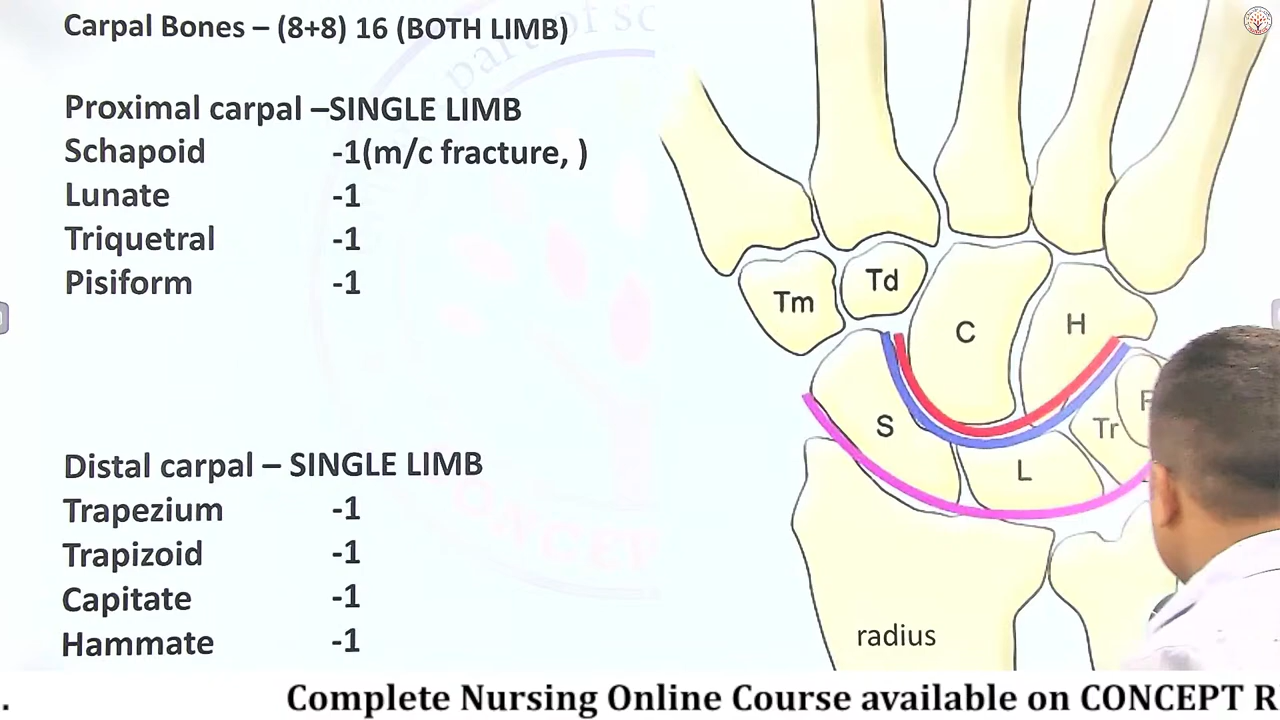 Carpal Bones – (8+8) 16 (BOTH LIMB)
Proximal carpal –SINGLE LIMB
Schapoid -1(m/c fracture, )
Lunate -1
Triquetral -1
Pisiform -1
Distal carpal – SINGLE LIMB
Trapezium -1
Trapizoid -1
Capitate -1
Hammate -1
Tm
Td
C
H
S
L
Tr
radius
part of
. Complete Nursing Online Course available on CONCEPT R